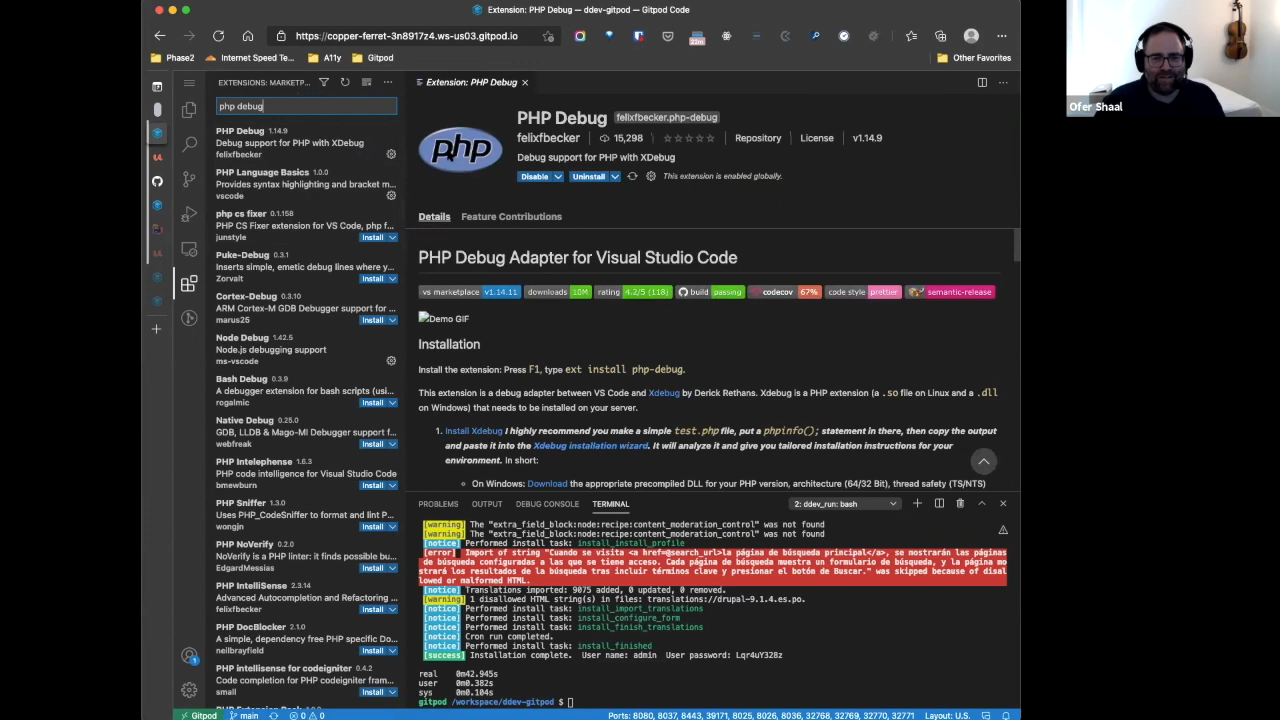 Extension: PHP Debug — ddev-gitpod — Gitpod Code
https://copper-ferret-3n8917z4.ws-us03.gitpod.io
22m
Phase2
Internet Speed Te...
A11y
Gitpod
Other Favorites
Ofer Shaal
EXTENSIONS: MARKETP...
php debug
PHP Debug 1.14.9
Debug support for PHP with XDebug
felixfbecker
PHP Language Basics 1.0.0
Provides syntax highlighting and bracket m...
vscode
php cs fixer 0.1.158
PHP CS Fixer extension for VS Code, php f...
junstyle
Install
Puke-Debug 0.3.1
Inserts simple, emetic debug lines where y...
Zorvalt
Install
Cortex-Debug 0.3.10
ARM Cortex-M GDB Debugger support for ...
marus25
Install
Node Debug 1.42.5
Node.js debugging support
ms-vscode
Bash Debug 0.3.9
A debugger extension for bash scripts (usi...
rogalmic
Install
Native Debug 0.25.0
GDB, LLDB & Mago-MI Debugger support f...
webfreak
Install
PHP Intelephense 1.6.3
PHP code intelligence for Visual Studio Code
bmewburn
Install
PHP Sniffer 1.3.0
Uses PHP_CodeSniffer to format and lint P...
wongjn
Install
PHP NoVerify 0.2.1
NoVerify is a PHP linter: it finds possible bu...
EdgardMessias
Install
PHP IntelliSense 2.3.14
Advanced Autocompletion and Refactoring ...
felixfbecker
Install
PHP DocBlocker 2.1.0
A simple, dependency free PHP specific Do...
neilbrayfield
Install
PHP intellisense for codeigniter 0.4.2
Code completion for PHP codeigniter fram...
small
Install
Extension: PHP Debug
php
PHP Debug felixfbecker.php-debug
felixfbecker 15,298 Repository License v1.14.9
Debug support for PHP with XDebug
Disable Uninstall This extension is enabled globally.
Details Feature Contributions
PHP Debug Adapter for Visual Studio Code
vs marketplace v1.14.11 downloads 10M rating 4.2/5 (118) build passing codecov 67% code style prettier semantic-release
Demo GIF
Installation
Install the extension: Press F1, type ext install php-debug.
This extension is a debug adapter between VS Code and Xdebug by Derick Rethans. Xdebug is a PHP extension (a .so file on Linux and a .dll
on Windows) that needs to be installed on your server.
1. Install Xdebug I highly recommend you make a simple test.php file, put a phpinfo(); statement in there, then copy the output
and paste it into the Xdebug installation wizard. It will analyze it and give you tailored installation instructions for your
environment. In short:
On Windows: Download the appropriate precompiled DLL for your PHP version, architecture (64/32 Bit), thread safety (TS/NTS)
PROBLEMS OUTPUT DEBUG CONSOLE TERMINAL
2: ddev_run: bash
[warning] The "extra_field_block:node:recipe:content_moderation_control" was not found
[warning] The "extra_field_block:node:recipe:content_moderation_control" was not found
[notice] Performed install task: install_install_profile
[error] Import of string "Cuando se visita <a href=@search_url>la página de búsqueda principal</a>, se mostrarán las páginas
de búsqueda configuradas a las que se tiene acceso. Cada página de búsqueda muestra un formulario de búsqueda, y la página mo
strará los resultados de la búsqueda tras incluir términos clave y presionar el botón de Buscar." was skipped because of disal
lowed or malformed HTML.
[notice] Translations imported: 9075 added, 0 updated, 0 removed.
[warning] 1 disallowed HTML string(s) in files: translations://drupal-9.1.4.es.po.
[notice] Performed install task: install_import_translations
[notice] Performed install task: install_configure_form
[notice] Performed install task: install_finish_translations
[notice] Cron run completed.
[notice] Performed install task: install_finished
[success] Installation complete. User name: admin User password: Lqr4uY328z
real 0m42.945s
user 0m0.382s
sys 0m0.104s
gitpod /workspace/ddev-gitpod $
1
Gitpod main 0 0
Ports: 8080, 8037, 8443, 39171, 8025, 8026, 8036, 32768, 32769, 32770, 32771
Layout: U.S.